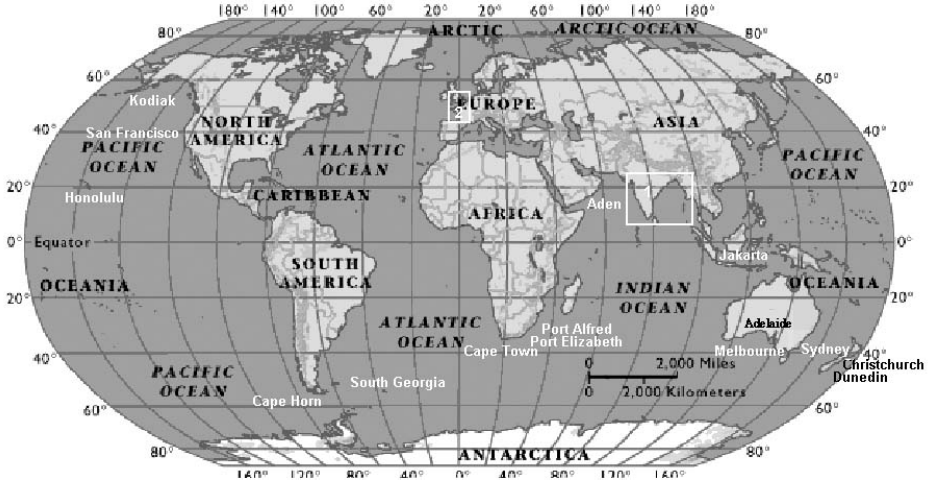 180° 140° 100° 60° 20° 0° 20° 60° 100° 140° 180°
ARCTIC
ARCTIC OCEAN
80°
80°
60°
60°
Kodiak
EUROPE
2
NORTH
AMERICA
ASIA
40°
40°
San Francisco
PACIFIC
OCEAN
ATLANTIC
OCEAN
PACIFIC
OCEAN
20°
20°
Honolulu
CARIBBEAN
1
Aden
AFRICA
0°
Equator
0°
Jakarta
SOUTH
AMERICA
OCEANIA
INDIAN
OCEAN
OCEANIA
20°
20°
ATLANTIC
OCEAN
Adelaide
Port Alfred
Port Elizabeth
Cape Town
Melbourne
Sydney
40°
40°
Christchurch
Dunedin
0 2,000 Miles
0 2,000 Kilometers
PACIFIC
OCEAN
South Georgia
Cape Horn
60°
60°
80°
80°
ANTARCTICA
160° 120° 80° 40° 0° 40° 80° 120° 160°